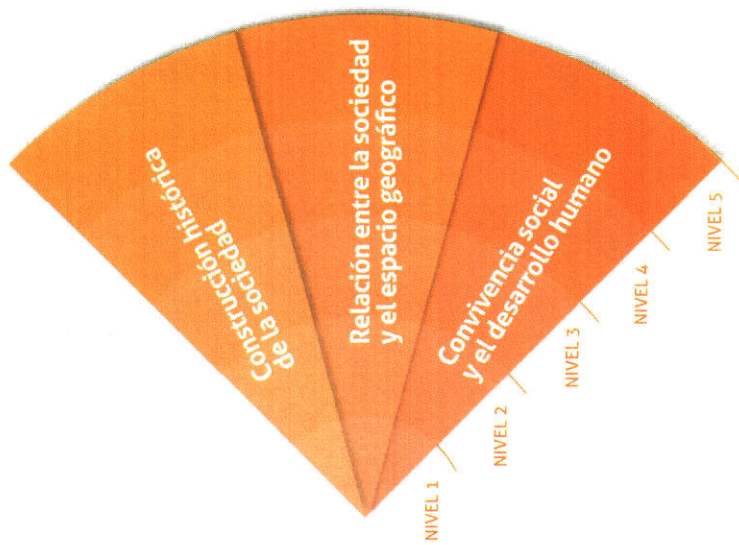 Construcción histórica
de la sociedad
Relación entre la sociedad
y el espacio geográfico
Convivencia social
y el desarrollo humano
NIVEL 1
NIVEL 2
NIVEL 3
NIVEL 4
NIVEL 5